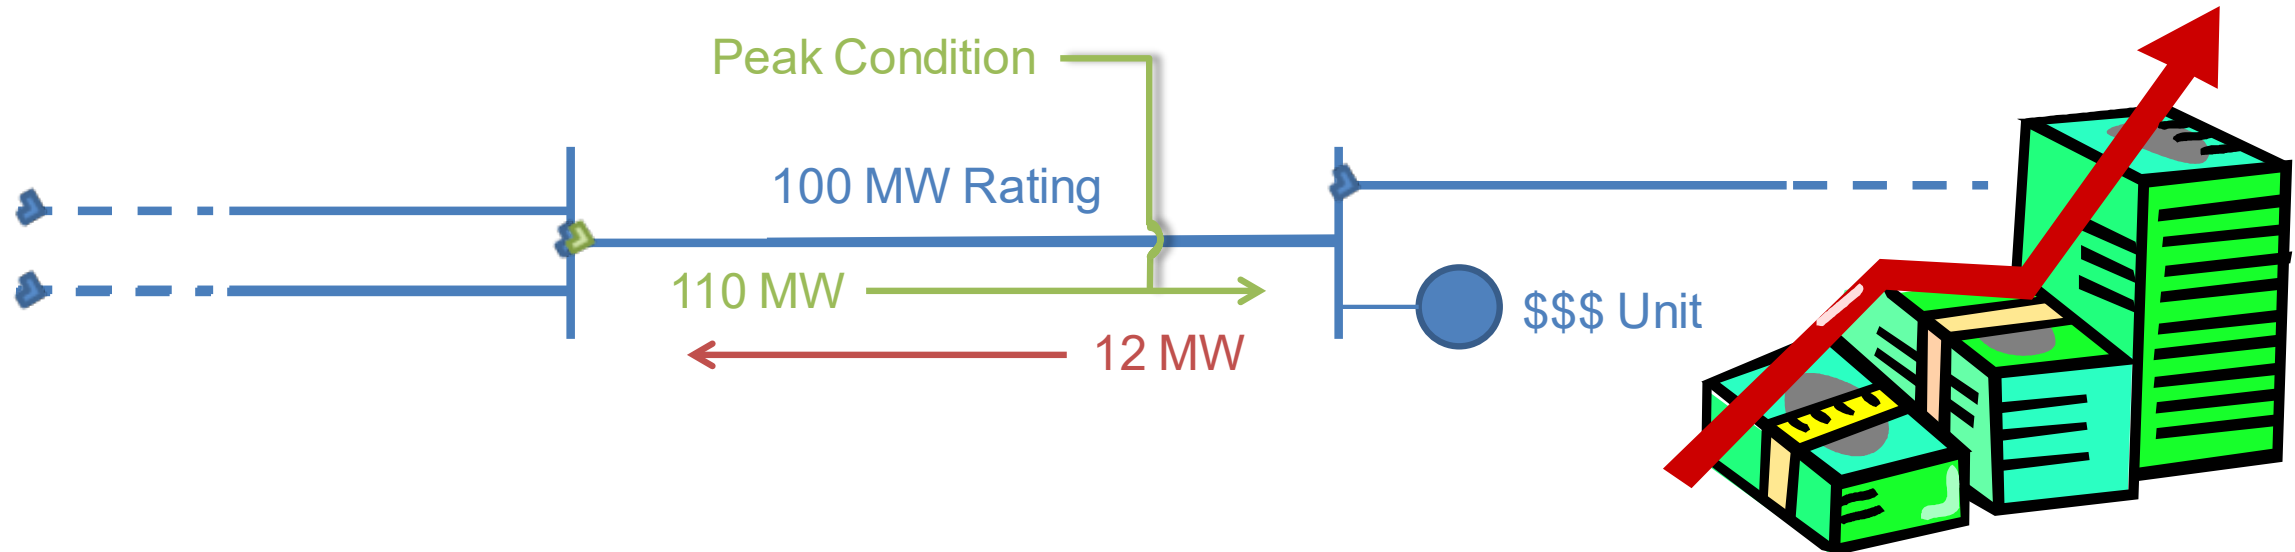 Peak Condition
100 MW Rating
110 MW
$$$ Unit
12 MW